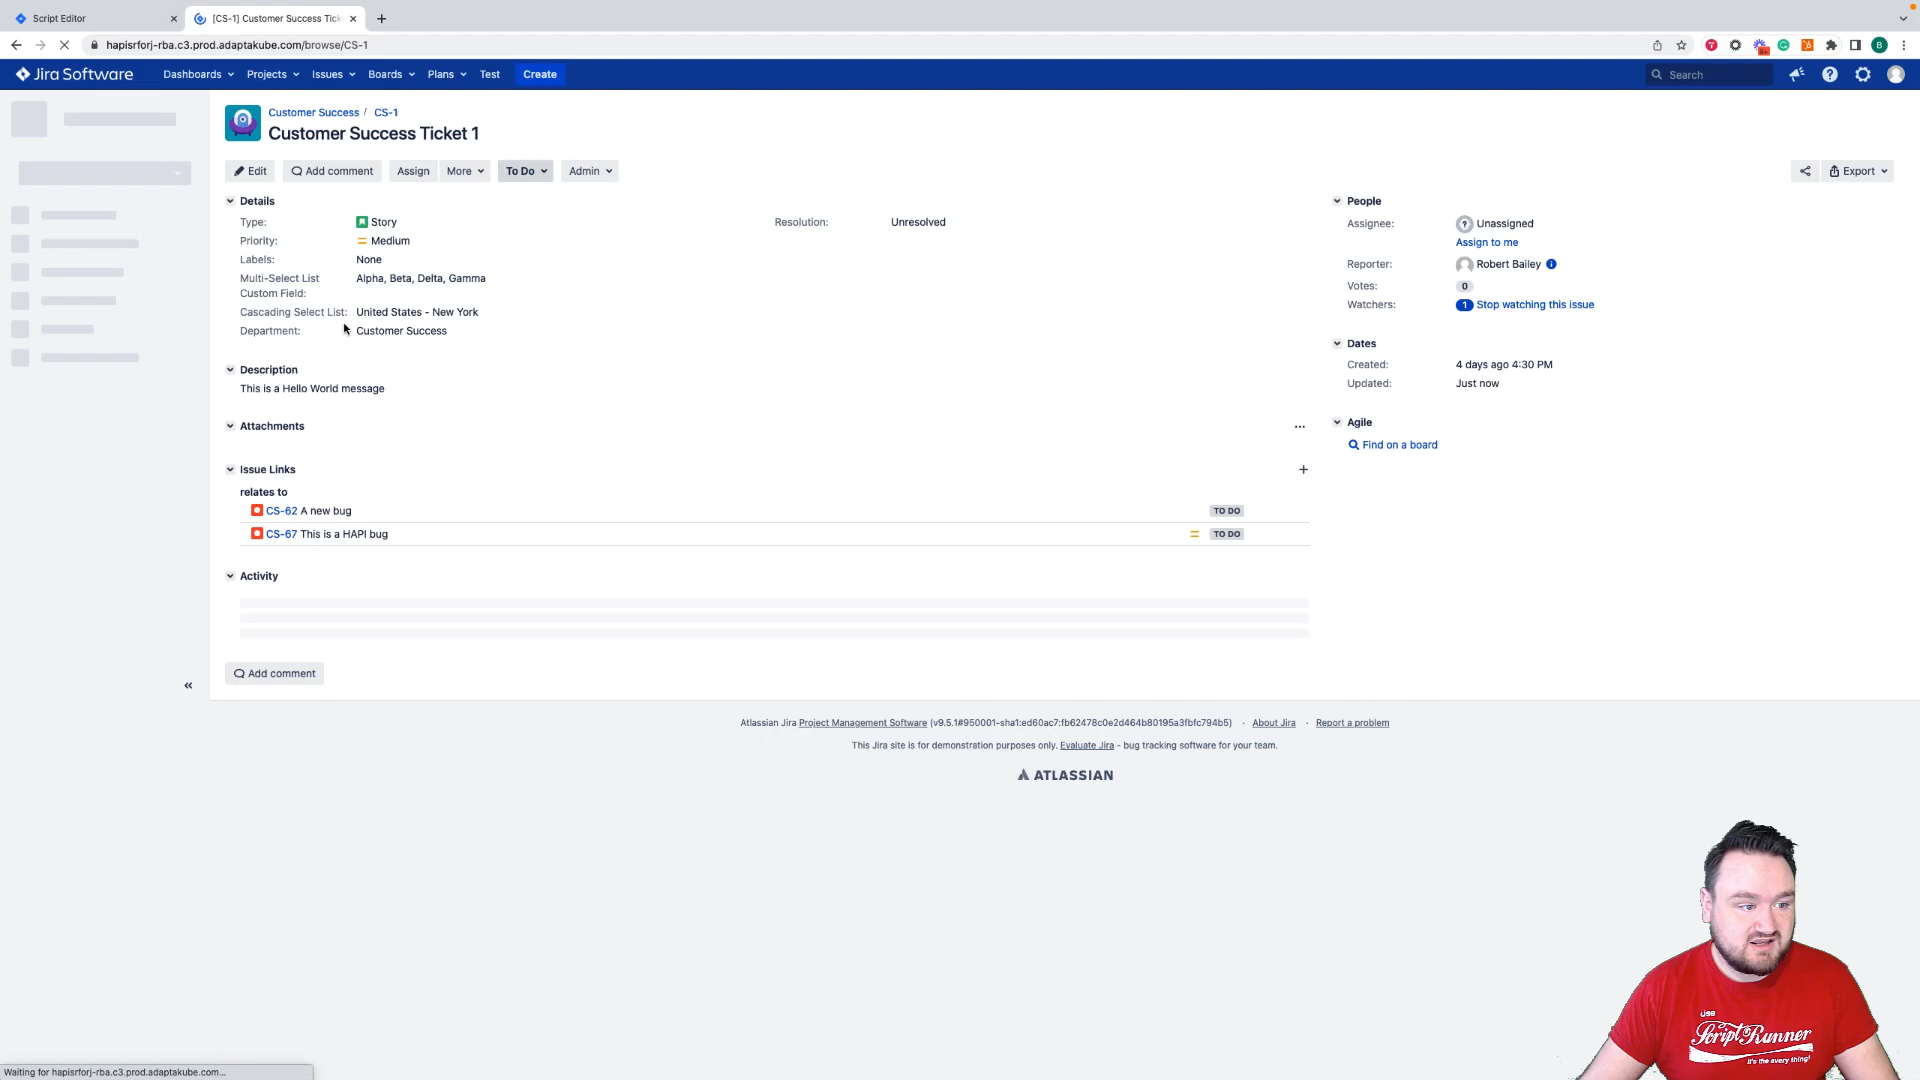 Script Editor
[CS-1] Customer Success Tick
hapisrforj-rba.c3.prod.adaptakube.com/browse/CS-1
B
Jira Software Dashboards Projects Issues Boards Plans Test Create Search
Customer Success / CS-1
Customer Success Ticket 1
Edit Add comment Assign More To Do Admin Export
Details
Type: Story Resolution: Unresolved
Priority: Medium
Labels: None
Multi-Select List Custom Field: Alpha, Beta, Delta, Gamma
Cascading Select List: United States - New York
Department: Customer Success
Description
This is a Hello World message
Attachments
Issue Links
relates to
CS-62 A new bug TO DO
CS-67 This is a HAPI bug TO DO
Activity
Add comment
People
Assignee: Unassigned
Assign to me
Reporter: Robert Bailey
Votes: 0
Watchers: 1 Stop watching this issue
Dates
Created: 4 days ago 4:30 PM
Updated: Just now
Agile
Find on a board
Atlassian Jira Project Management Software (v9.5.1#950001-sha1:ed60ac7:fb62478c0e2d464b80195a3fbfc794b5) · About Jira · Report a problem
This Jira site is for demonstration purposes only. Evaluate Jira - bug tracking software for your team.
ATLASSIAN
Use
ScriptRunner
it's the every thing!
Waiting for hapisrforj-rba.c3.prod.adaptakube.com...